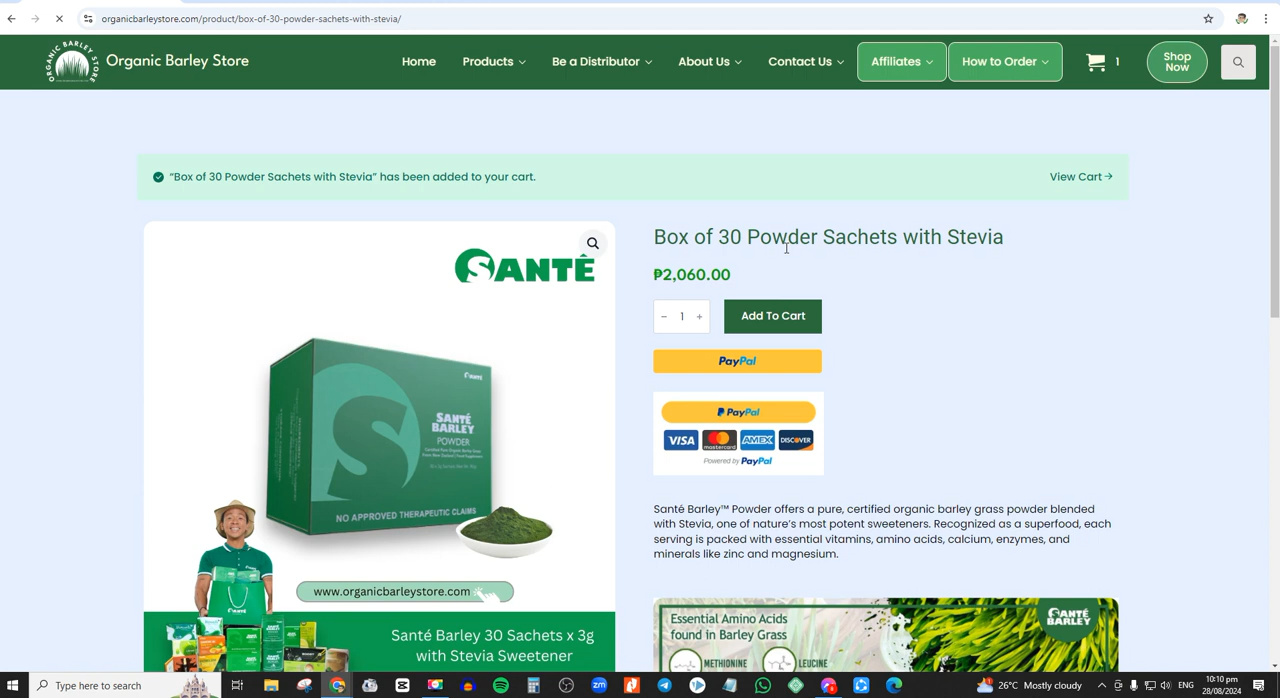 organicbarleystore.com/product/box-of-30-powder-sachets-with-stevia/
ORGANIC BARLEY STORE
Organic Barley Store
Home
Products
Be a Distributor
About Us
Contact Us
Affiliates
How to Order
1
Shop
Now
“Box of 30 Powder Sachets with Stevia” has been added to your cart.
View Cart
SANTÉ
SANTÉ
SANTÉ
BARLEY
POWDER
NO APPROVED THERAPEUTIC CLAIMS
SANTÉ
www.organicbarleystore.com
Santé Barley 30 Sachets x 3g
with Stevia Sweetener
Box of 30 Powder Sachets with Stevia
₱2,060.00
- 1 +
Add To Cart
PayPal
PayPal
VISA mastercard AMEX DISCOVER
Powered by PayPal
Santé Barley™ Powder offers a pure, certified organic barley grass powder blended
with Stevia, one of nature’s most potent sweeteners. Recognized as a superfood, each
serving is packed with essential vitamins, amino acids, calcium, enzymes, and
minerals like zinc and magnesium.
Essential Amino Acids
found in Barley Grass
METHIONINE
LEUCINE
SANTÉ
BARLEY
Type here to search
26°C Mostly cloudy
ENG
10:10 pm
28/08/2024